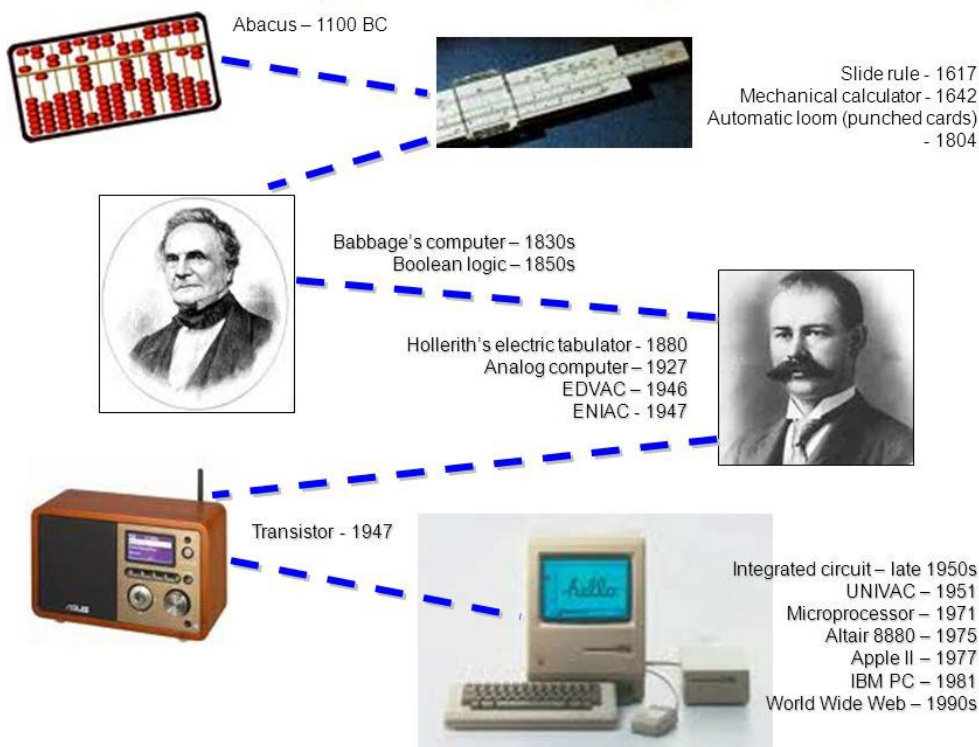 Abacus – 1100 BC
Slide rule - 1617
Mechanical calculator - 1642
Automatic loom (punched cards)
- 1804
Babbage’s computer – 1830s
Boolean logic – 1850s
Hollerith’s electric tabulator - 1880
Analog computer – 1927
EDVAC – 1946
ENIAC - 1947
Transistor - 1947
ASUS
hello
Integrated circuit – late 1950s
UNIVAC – 1951
Microprocessor – 1971
Altair 8880 – 1975
Apple II – 1977
IBM PC – 1981
World Wide Web – 1990s